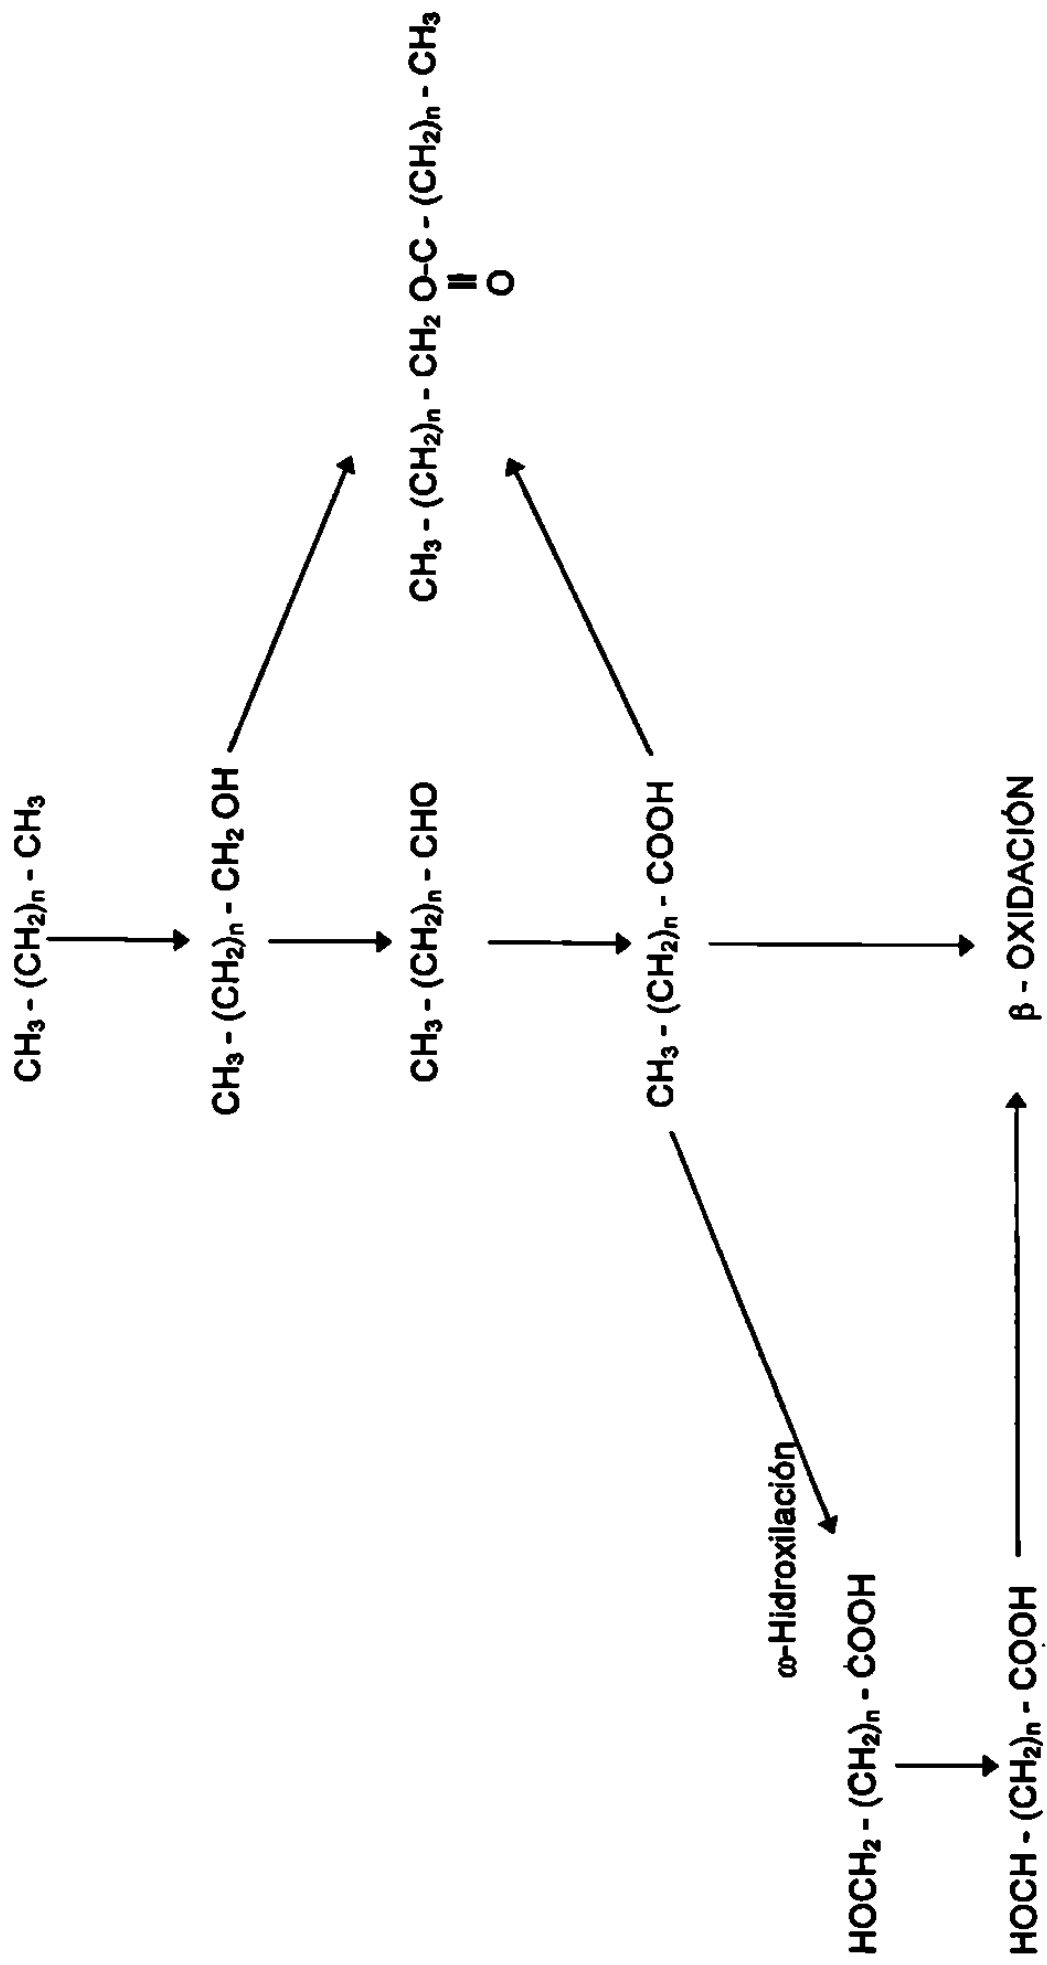 CH₃ - (CH₂)ₙ - CH₃
CH₃ - (CH₂)ₙ - CH₂ OH
CH₃ - (CH₂)ₙ - CHO
CH₃ - (CH₂)ₙ - CH₂ O-C - (CH₂)ₙ - CH₃
O
CH₃ - (CH₂)ₙ - COOH
ω-Hidroxilación
HOCH₂ - (CH₂)ₙ - COOH
HOCH - (CH₂)ₙ - COOH
β - OXIDACIÓN